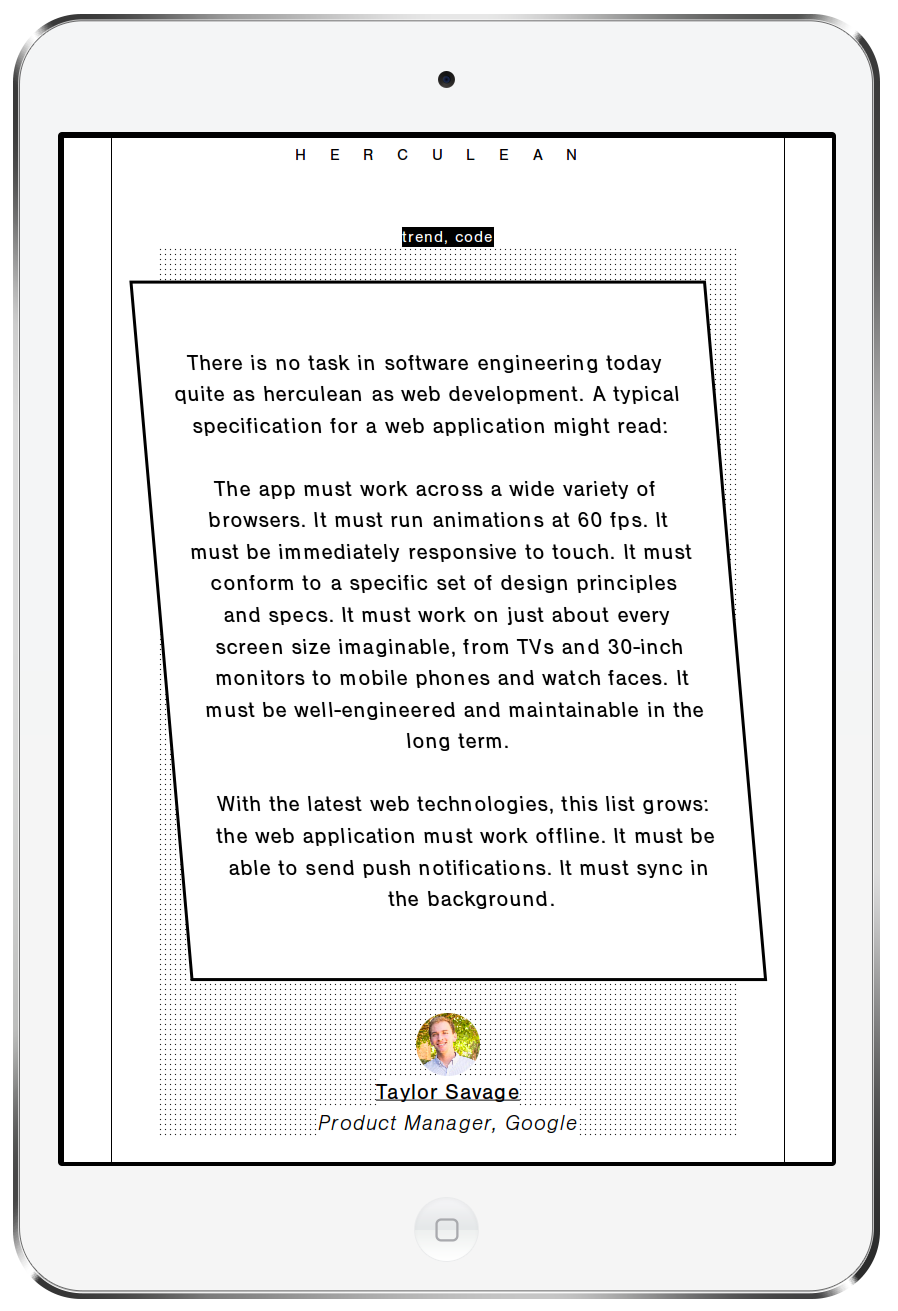 H E R C U L E A N
trend, code
There is no task in software engineering today
quite as herculean as web development. A typical
specification for a web application might read:
The app must work across a wide variety of
browsers. It must run animations at 60 fps. It
must be immediately responsive to touch. It must
conform to a specific set of design principles
and specs. It must work on just about every
screen size imaginable, from TVs and 30-inch
monitors to mobile phones and watch faces. It
must be well-engineered and maintainable in the
long term.
With the latest web technologies, this list grows:
the web application must work offline. It must be
able to send push notifications. It must sync in
the background.
Taylor Savage
Product Manager, Google